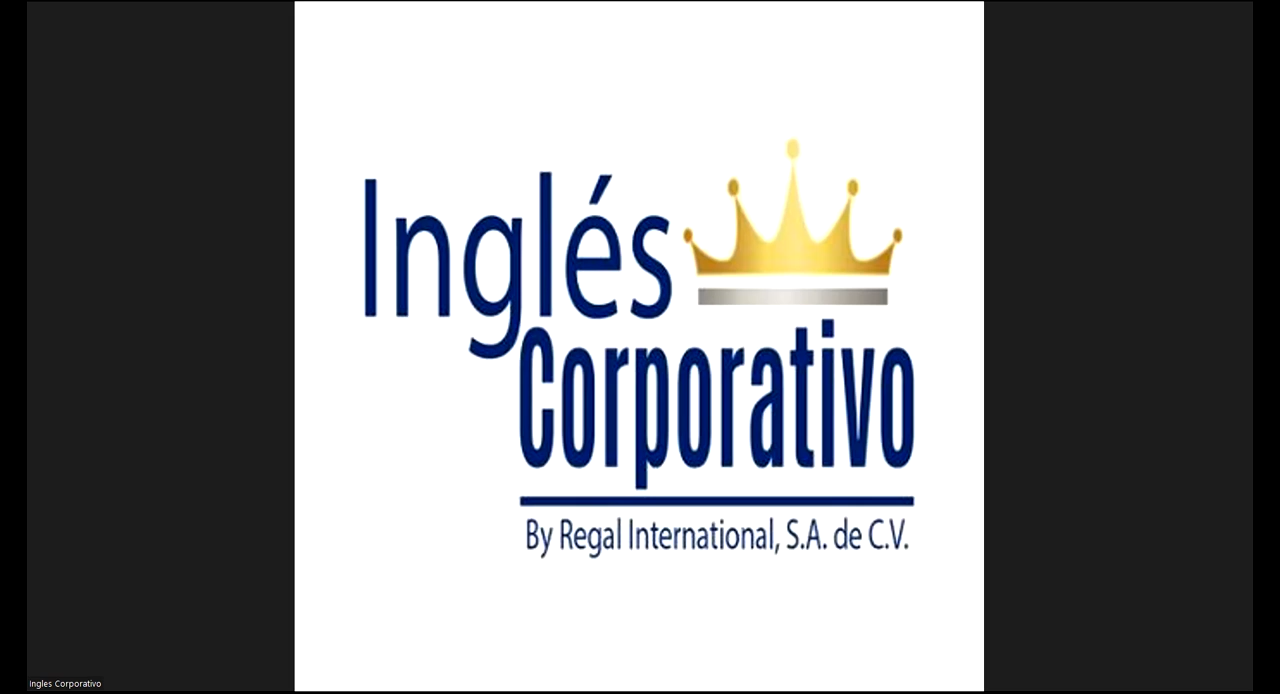 Inglés
Corporativo
By Regal International, S.A. de C.V.
Ingles Corporativo